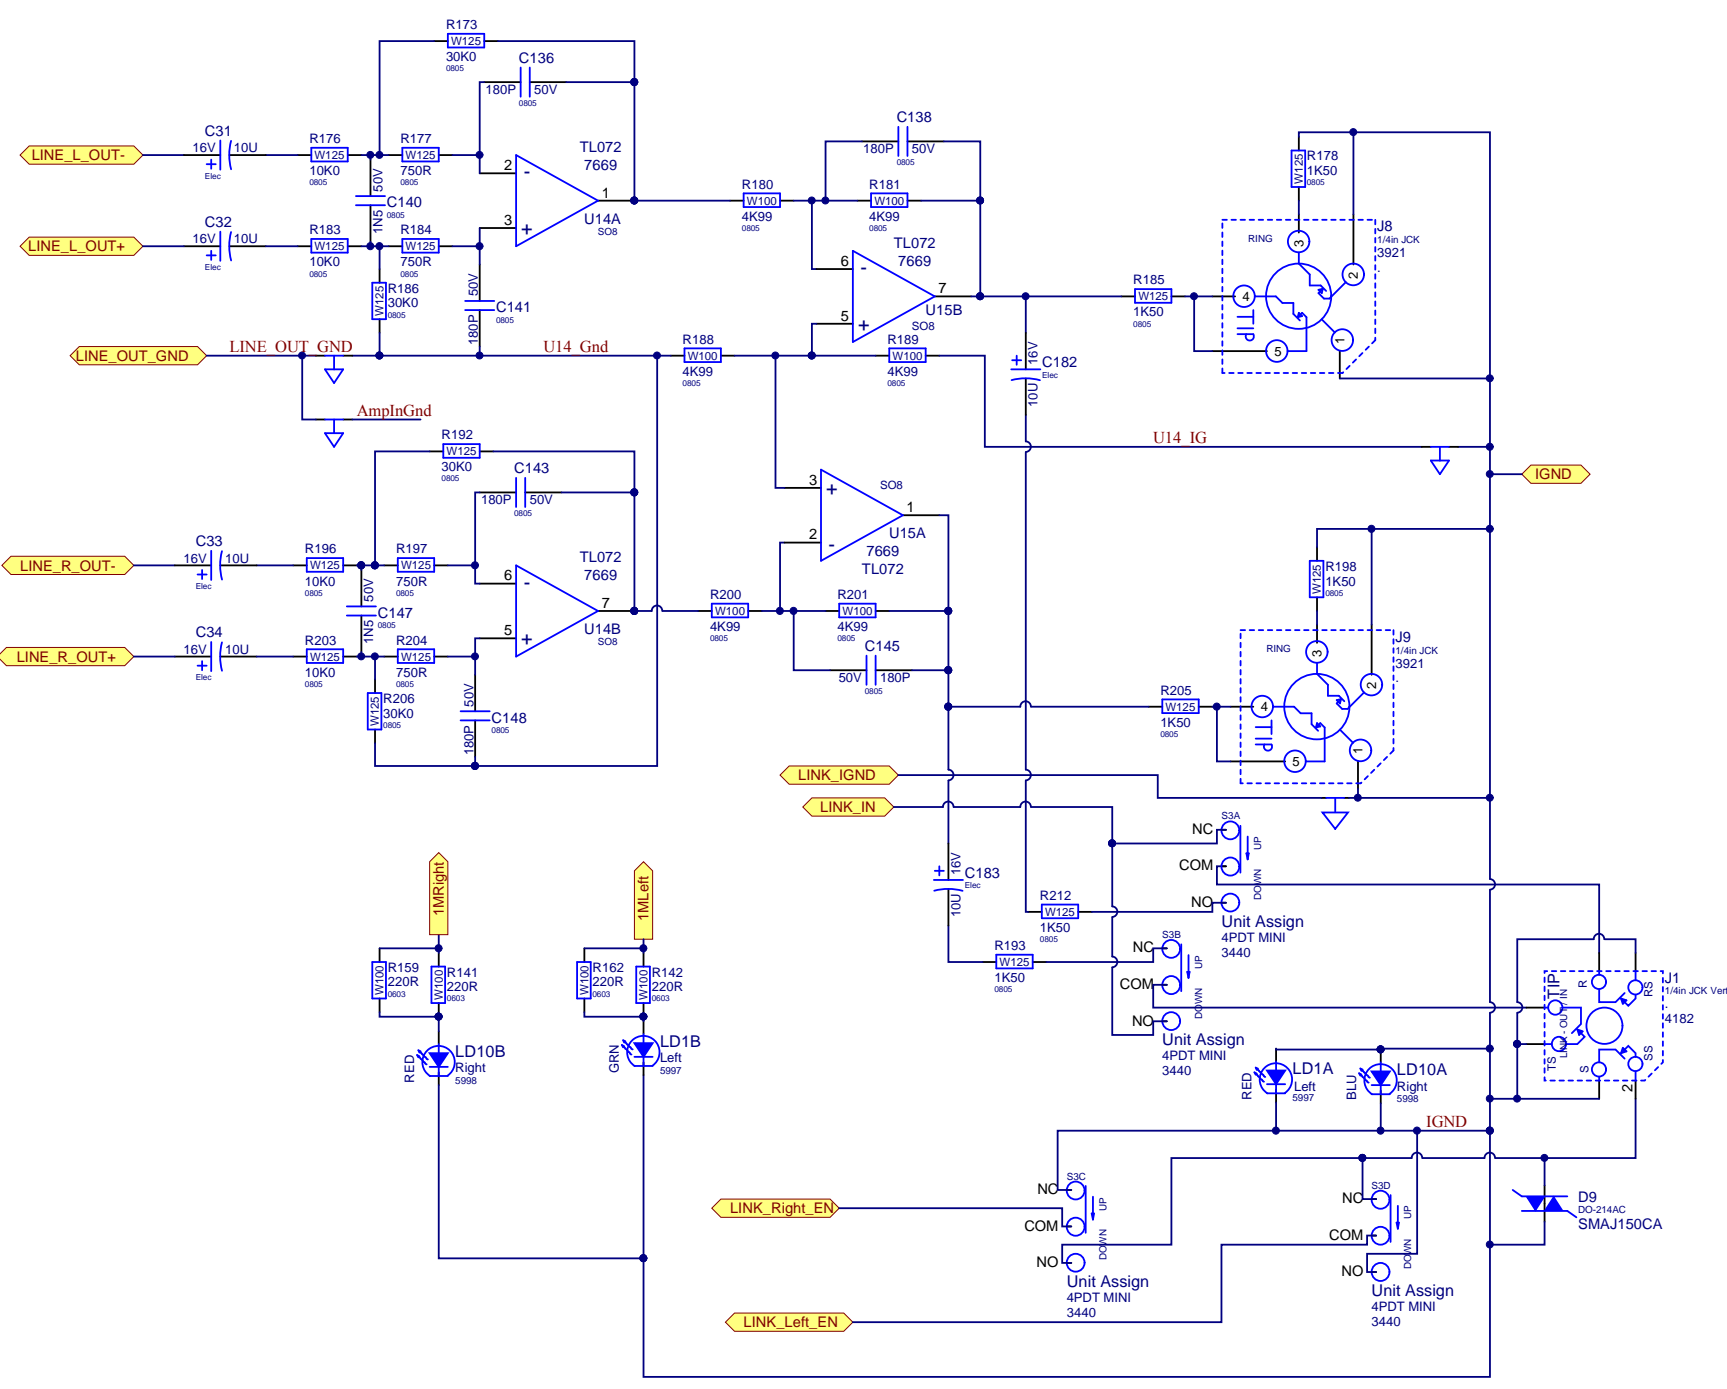 R173
W125
30K0
0805
C136
180P 50V
0805
C31
16V 10U
+
Elec
LINE_L_OUT-
R176
W125
10K0
0805
R177
W125
750R
0805
50V
C140
0805
1N5
TL072
7669
2
-
1
3
+
U14A
SO8
C32
16V 10U
+
Elec
LINE_L_OUT+
R183
W125
10K0
0805
R184
W125
750R
0805
R186
W125
30K0
0805
50V
C141
0805
180P
LINE_OUT_GND
LINE_OUT_GND
U14_Gnd
AmpInGnd
C138
180P 50V
0805
R180
W100
4K99
0805
R181
W100
4K99
0805
TL072
7669
6
-
7
5
+
U15B
SO8
R188
W100
4K99
0805
R189
W100
4K99
0805
16V
+
C182
Elec
10U
R185
W125
1K50
0805
R178
W125
1K50
0805
J8
1/4in JCK
3921
.
RING
3
2
4
TIP
1
5
U14_IG
IGND
R192
W125
30K0
0805
C143
180P 50V
0805
C33
16V 10U
+
Elec
LINE_R_OUT-
R196
W125
10K0
0805
R197
W125
750R
0805
50V
C147
0805
1N5
TL072
7669
6
-
7
5
+
U14B
SO8
C34
16V 10U
+
Elec
LINE_R_OUT+
R203
W125
10K0
0805
R204
W125
750R
0805
R206
W125
30K0
0805
50V
C148
0805
180P
3
+
SO8
1
2
-
U15A
7669
TL072
R200
W100
4K99
0805
R201
W100
4K99
0805
C145
50V 180P
0805
R198
W125
1K50
0805
J9
1/4in JCK
3921
.
RING
3
2
4
TIP
1
5
R205
W125
1K50
0805
LINK_IGND
LINK_IN
S3A
NC
UP
COM
DOWN
NO
Unit Assign
4PDT MINI
3440
16V
+
C183
Elec
10U
R212
W125
1K50
0805
R193
W125
1K50
0805
S3B
NC
UP
COM
DOWN
NO
Unit Assign
4PDT MINI
3440
1MRight
1MLeft
R159
W100
220R
0603
R141
W100
220R
0603
R162
W100
220R
0603
R142
W100
220R
0603
RED
LD10B
Right
5998
GRN
LD1B
Left
5997
RED
LD1A
Left
5997
BLU
LD10A
Right
5998
J1
1/4in JCK Vert
.
4182
TIP
R
RS
TS
S
SS
2
IGND
S3C
NC
UP
COM
DOWN
NO
Unit Assign
4PDT MINI
3440
LINK_Right_EN
S3D
NC
UP
COM
DOWN
NO
Unit Assign
4PDT MINI
3440
LINK_Left_EN
D9
DO-214AC
SMAJ150CA